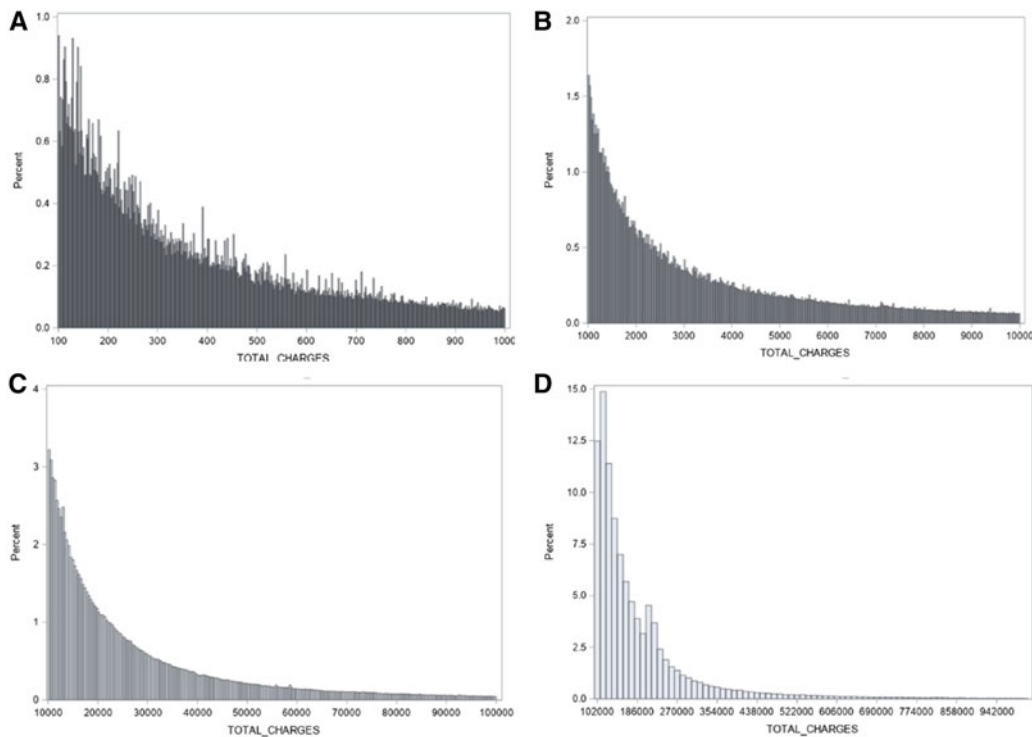 A
1.0
0.8
0.6
0.4
0.2
0.0
Percent
100 200 300 400 500 600 700 800 900 1000
TOTAL_CHARGES
B
2.0
1.5
1.0
0.5
0.0
Percent
1000 2000 3000 4000 5000 6000 7000 8000 9000 10000
TOTAL_CHARGES
C
4
3
2
1
0
Percent
10000 20000 30000 40000 50000 60000 70000 80000 90000 100000
TOTAL_CHARGES
D
15.0
12.5
10.0
7.5
5.0
2.5
0.0
Percent
102000 186000 270000 354000 438000 522000 606000 690000 774000 858000 942000
TOTAL_CHARGES